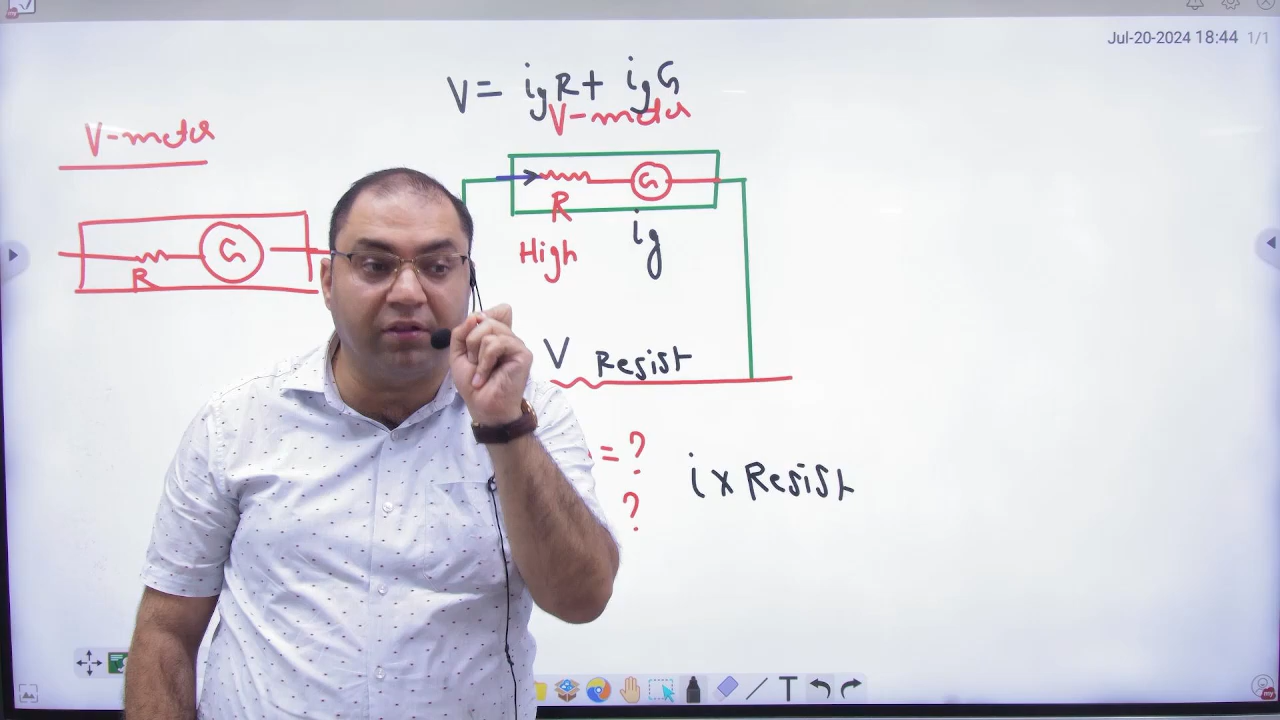 Jul-20-2024 18:44 1/1
V = igR + igG
V-meter
V-meter
R G
R G
High ig
V Resist
= ?
i x Resist
?
T